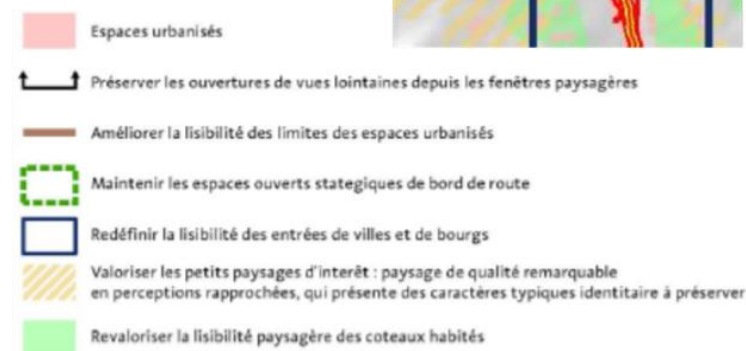 Espaces urbanisés
Préserver les ouvertures de vues lointaines depuis les fenêtres paysagères
Améliorer la lisibilité des limites des espaces urbanisés
Maintenir les espaces ouverts stategiques de bord de route
Redéfinir la lisibilité des entrées de villes et de bourgs
Valoriser les petits paysages d'interêt : paysage de qualité remarquable
en perceptions rapprochées, qui présente des caractères typiques identitaire à préserver
Revaloriser la lisibilité paysagère des coteaux habités